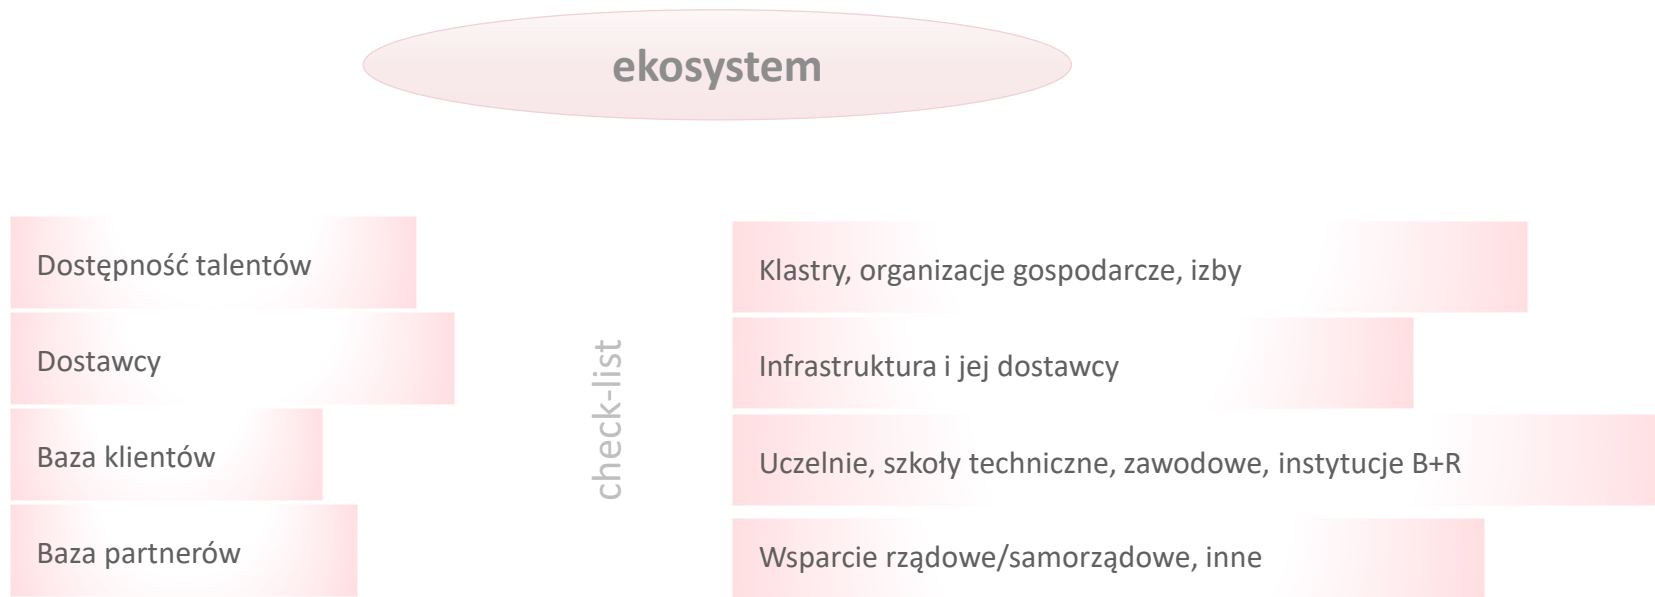 ekosystem
Dostępność talentów
Dostawcy
Baza klientów
Baza partnerów
check-list
Klastry, organizacje gospodarcze, izby
Infrastruktura i jej dostawcy
Uczelnie, szkoły techniczne, zawodowe, instytucje B+R
Wsparcie rządowe/samorządowe, inne